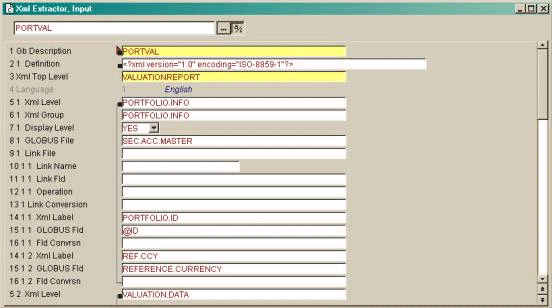 Xml Extractor, Input
PORTVAL
1 Gb Description PORTVAL
2 1 Definition <?xml version="1.0" encoding="ISO-8859-1"?>
3 Xml Top Level VALUATIONREPORT
4 Language 1 English
5 1 Xml Level PORTFOLIO.INFO
6 1 Xml Group PORTFOLIO.INFO
7 1 Display Level YES
8 1 GLOBUS File SEC.ACC.MASTER
9 1 Link File
10 1 1 Link Name
11 1 1 Link Fld
12 1 1 Operation
13 1 Link Conversion
14 1 1 Xml Label PORTFOLIO.ID
15 1 1 GLOBUS Fld @ID
16 1 1 Fld Convrsn
14 1 2 Xml Label REF.CCY
15 1 2 GLOBUS Fld REFERENCE.CURRENCY
16 1 2 Fld Convrsn
5 2 Xml Level VALUATION.DATA